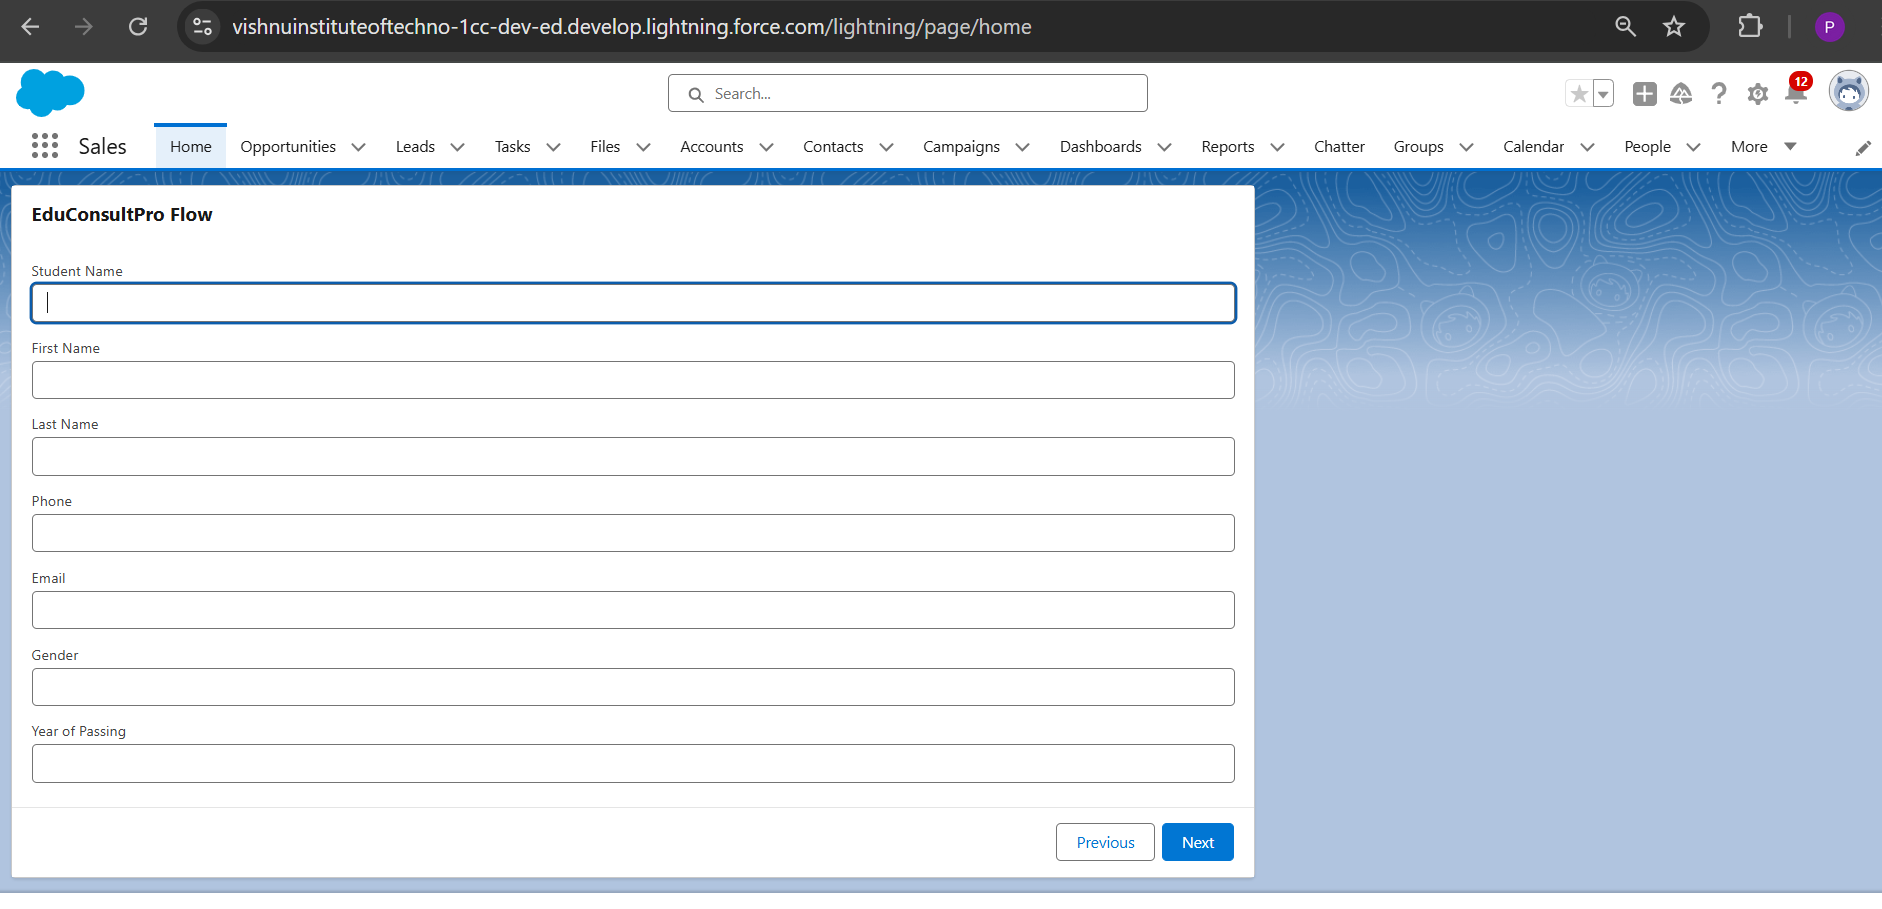 vishnuinstituteoftechno-1cc-dev-ed.develop.lightning.force.com/lightning/page/home
P
Search...
12
Sales Home Opportunities Leads Tasks Files Accounts Contacts Campaigns Dashboards Reports Chatter Groups Calendar People More
EduConsultPro Flow
Student Name
First Name
Last Name
Phone
Email
Gender
Year of Passing
Previous Next